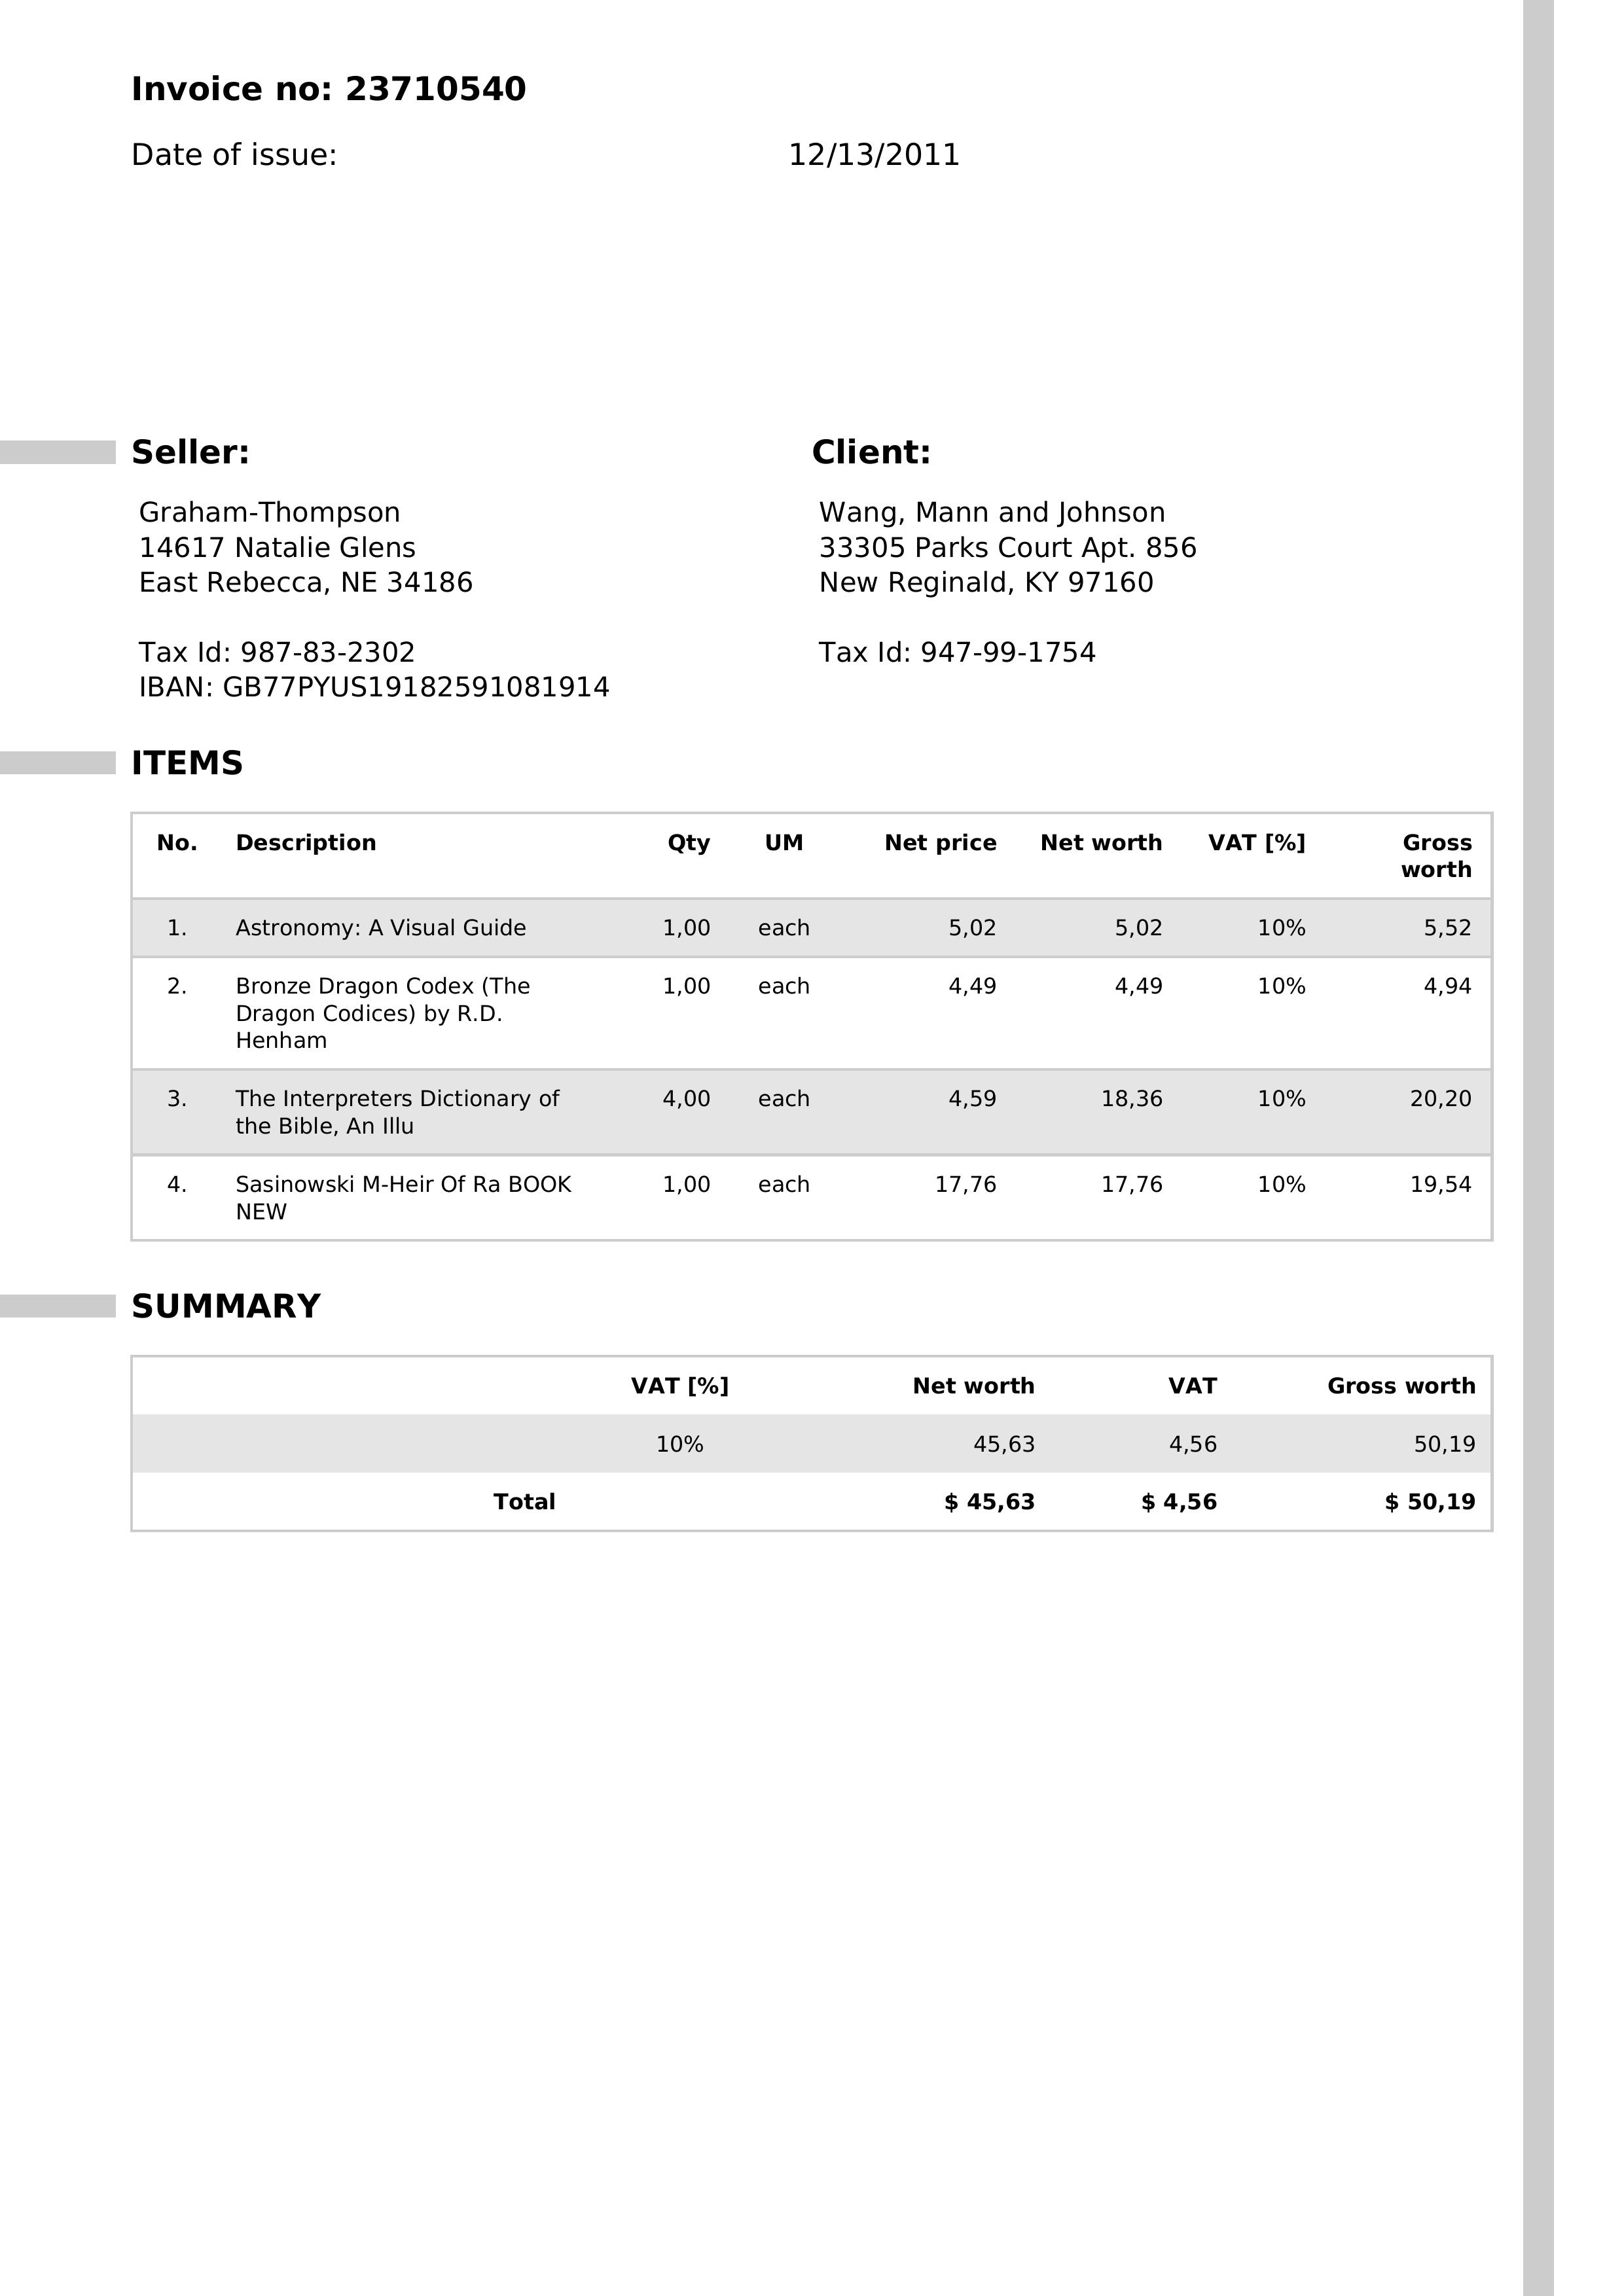 Invoice no: 23710540
Date of issue: 12/13/2011
Seller:
Graham-Thompson
14617 Natalie Glens
East Rebecca, NE 34186
Tax Id: 987-83-2302
IBAN: GB77PYUS19182591081914
Client:
Wang, Mann and Johnson
33305 Parks Court Apt. 856
New Reginald, KY 97160
Tax Id: 947-99-1754
ITEMS
No. Description Qty UM Net price Net worth VAT [%] Gross
worth
1. Astronomy: A Visual Guide 1,00 each 5,02 5,02 10% 5,52
2. Bronze Dragon Codex (The 1,00 each 4,49 4,49 10% 4,94
Dragon Codices) by R.D.
Henham
3. The Interpreters Dictionary of 4,00 each 4,59 18,36 10% 20,20
the Bible, An Illu
4. Sasinowski M-Heir Of Ra BOOK 1,00 each 17,76 17,76 10% 19,54
NEW
SUMMARY
VAT [%] Net worth VAT Gross worth
10% 45,63 4,56 50,19
Total $ 45,63 $ 4,56 $ 50,19